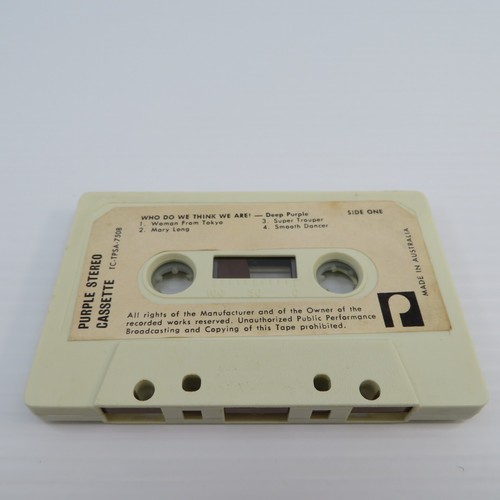 WHO DO WE THINK WE ARE! — Deep Purple
SIDE ONE
1. Woman From Tokyo
3. Super Trouper
2. Mary Long
4. Smooth Dancer
PURPLE STEREO
CASSETTE TC-TPSA-7508
All rights of the Manufacturer and of the Owner of the
recorded works reserved. Unauthorized Public Performance
Broadcasting and Copying of this Tape prohibited.
P
MADE IN AUSTRALIA